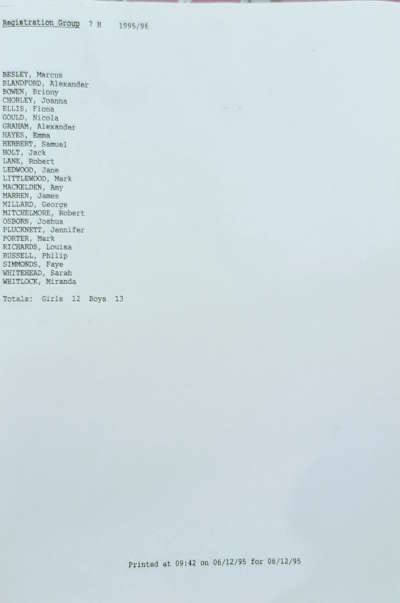 Registration Group 7 H 1995/96
BESLEY, Marcus
BLANDFORD, Alexander
BOWEN, Briony
CHORLEY, Joanna
ELLIS, Fiona
GOULD, Nicola
GRAHAM, Alexander
HAYES, Emma
HERBERT, Samuel
HOLT, Jack
LANE, Robert
LEDWOOD, Jane
LITTLEWOOD, Mark
MACKELDEN, Amy
MARREN, James
MILLARD, George
MITCHELMORE, Robert
OSBORN, Joshua
PLUCKNETT, Jennifer
PORTER, Mark
RICHARDS, Louisa
RUSSELL, Philip
SIMMONDS, Faye
WHITEHEAD, Sarah
WHITLOCK, Miranda
Totals: Girls 12 Boys 13
Printed at 09:42 on 06/12/95 for 06/12/95